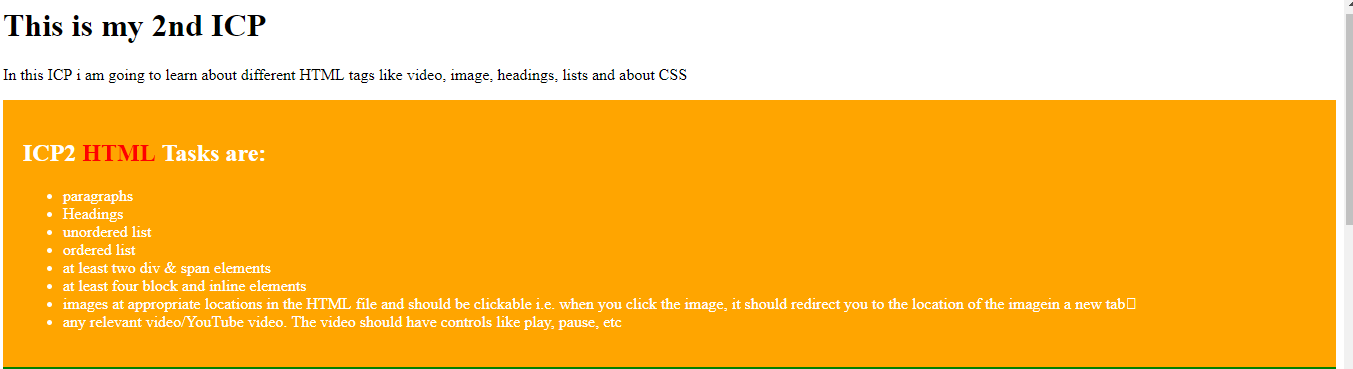 This is my 2nd ICP
In this ICP i am going to learn about different HTML tags like video, image, headings, lists and about CSS
ICP2 HTML Tasks are:
• paragraphs
• Headings
• unordered list
• ordered list
• at least two div & span elements
• at least four block and inline elements
• images at appropriate locations in the HTML file and should be clickable i.e. when you click the image, it should redirect you to the location of the imagein a new tab
• any relevant video/YouTube video. The video should have controls like play, pause, etc